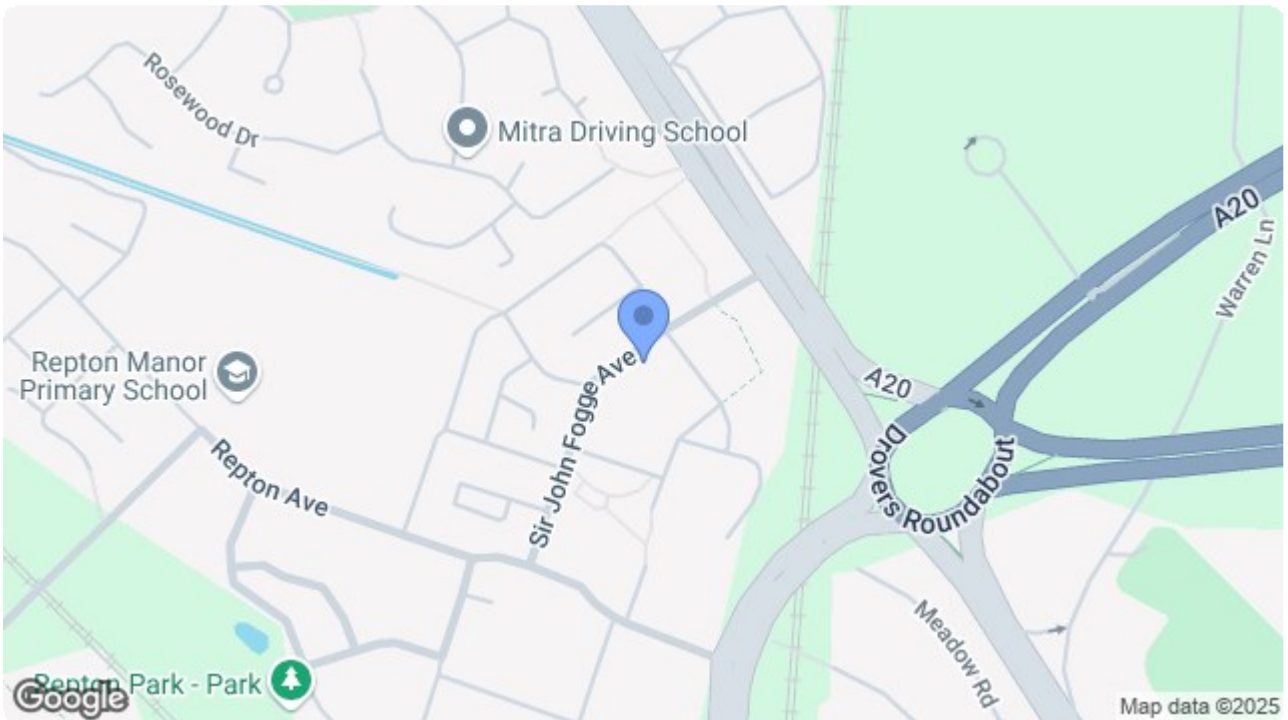 Rosewood Dr
Mitra Driving School
A20
Warren Ln
Repton Manor
Primary School
Sir John Fogge Ave
A20
Drovers Roundabout
Repton Ave
Meadow Rd
Repton Park - Park
Google
Map data ©2025